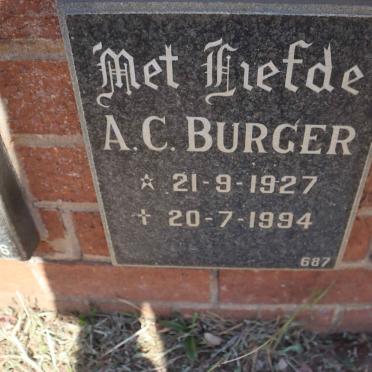 Met Liefde
A.C. BURGER
☆ 21-9-1927
✝ 20-7-1994
687